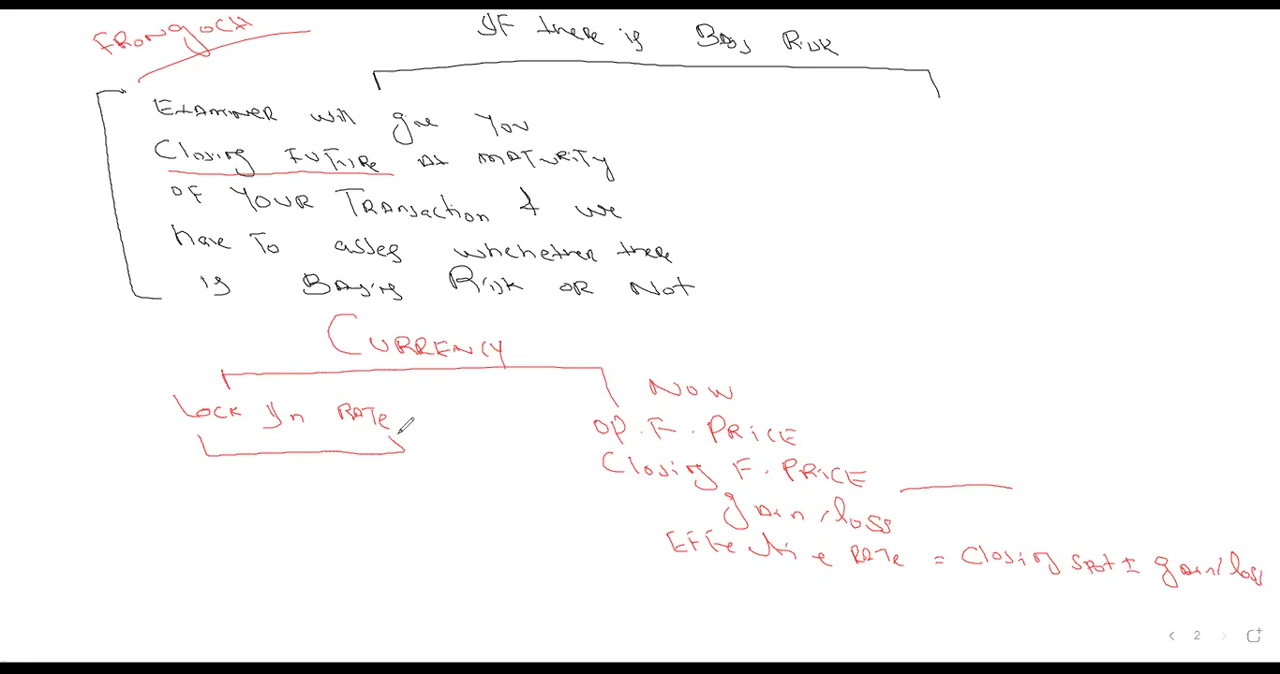 FRONGOCH
If there is Basis Risk
Examiner will give you
Closing Future at maturity
of your Transaction & we
have To asses whehether there
is Basis Risk or Not
Currency
Lock In Rate
Now
Op. F. Price
Closing F. Price
gain/loss
Effective Rate = Closing spot ± gain/loss
2